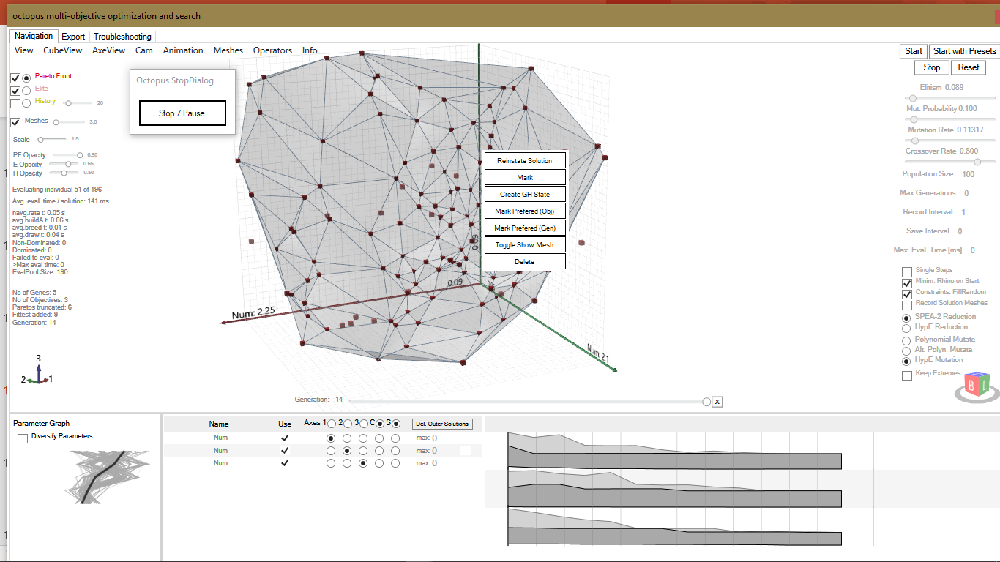 octopus multi-objective optimization and search
Navigation Export Troubleshooting
View CubeView AxeView Cam Animation Meshes Operators Info
Start Start with Presets
Stop Reset
Pareto Front
Elite
History 20
Meshes 3.0
Scale 1.5
PF Opacity 0.90
E Opacity 0.65
H Opacity 0.50
Evaluating individual 51 of 196
Avg. eval. time / solution: 141 ms
navg.rate t: 0.05 s
avg.buildA t: 0.06 s
avg.breed t: 0.01 s
avg.draw t: 0.04 s
Non-Dominated: 0
Dominated: 0
Failed to eval: 0
>Max eval time: 0
EvalPool Size: 190
No of Genes: 5
No of Objectives: 3
Paretos truncated: 6
Fittest added: 9
Generation: 14
Octopus StopDialog
Stop / Pause
Reinstate Solution
Mark
Create GH State
Mark Prefered (Obj)
Mark Prefered (Gen)
Toggle Show Mesh
Delete
0.09
Num: 2.25
Num: 2.1
3
2 1
Generation: 14 X
Elitism 0.089
Mut. Probability 0.100
Mutation Rate 0.11317
Crossover Rate 0.800
Population Size 100
Max Generations 0
Record Interval 1
Save Interval 0
Max. Eval. Time [ms] 0
Single Steps
Minim. Rhino on Start
Constraints: FillRandom
Record Solution Meshes
SPEA-2 Reduction
HypE Reduction
Polynomial Mutate
Alt. Polyn. Mutate
HypE Mutation
Keep Extremes
B L
Parameter Graph
Diversify Parameters
Name Use Axes 1 2 3 C S Del. Outer Solutions
Num max: ()
Num max: ()
Num max: ()